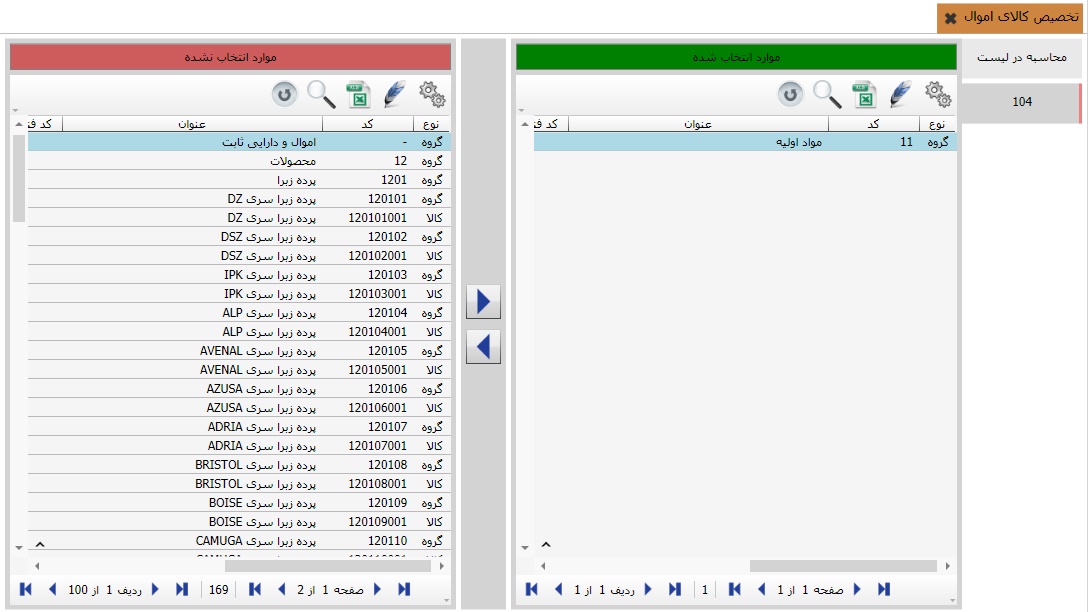 تخصیص کالای اموال
محاسبه در لیست
104
موارد انتخاب شده
نوع کد عنوان کد فن
گروه 11 مواد اولیه
صفحه 1 از 1
1
ردیف 1 از 1
موارد انتخاب نشده
نوع کد عنوان کد فن
گروه - اموال و دارایی ثابت
گروه 12 محصولات
گروه 1201 پرده زبرا
گروه 120101 پرده زبرا سری DZ
کالا 120101001 پرده زبرا سری DZ
گروه 120102 پرده زبرا سری DSZ
کالا 120102001 پرده زبرا سری DSZ
گروه 120103 پرده زبرا سری IPK
کالا 120103001 پرده زبرا سری IPK
گروه 120104 پرده زبرا سری ALP
کالا 120104001 پرده زبرا سری ALP
گروه 120105 پرده زبرا سری AVENAL
کالا 120105001 پرده زبرا سری AVENAL
گروه 120106 پرده زبرا سری AZUSA
کالا 120106001 پرده زبرا سری AZUSA
گروه 120107 پرده زبرا سری ADRIA
کالا 120107001 پرده زبرا سری ADRIA
گروه 120108 پرده زبرا سری BRISTOL
کالا 120108001 پرده زبرا سری BRISTOL
گروه 120109 پرده زبرا سری BOISE
کالا 120109001 پرده زبرا سری BOISE
گروه 120110 پرده زبرا سری CAMUGA
صفحه 1 از 2
169
ردیف 1 از 100